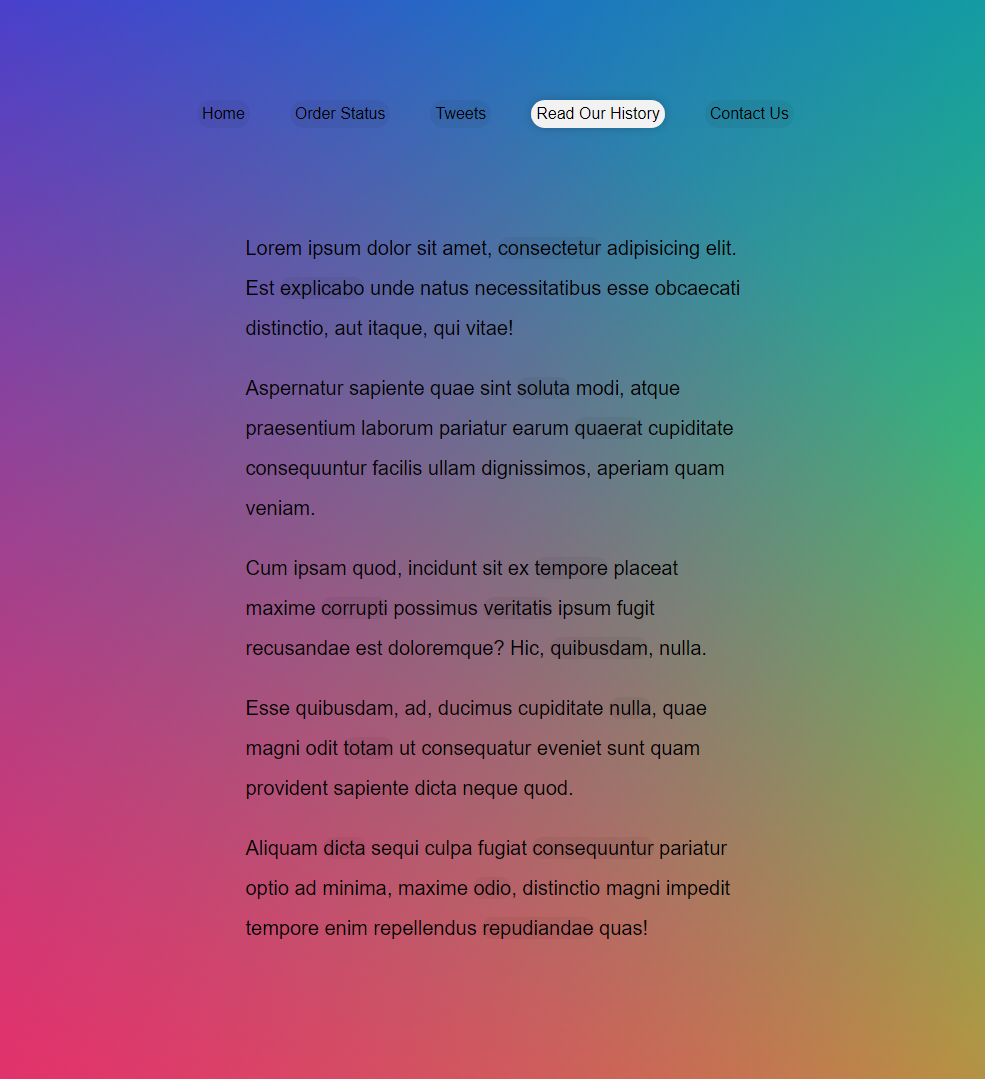 Home Order Status Tweets Read Our History Contact Us
Lorem ipsum dolor sit amet, consectetur adipisicing elit.
Est explicabo unde natus necessitatibus esse obcaecati
distinctio, aut itaque, qui vitae!
Aspernatur sapiente quae sint soluta modi, atque
praesentium laborum pariatur earum quaerat cupiditate
consequuntur facilis ullam dignissimos, aperiam quam
veniam.
Cum ipsam quod, incidunt sit ex tempore placeat
maxime corrupti possimus veritatis ipsum fugit
recusandae est doloremque? Hic, quibusdam, nulla.
Esse quibusdam, ad, ducimus cupiditate nulla, quae
magni odit totam ut consequatur eveniet sunt quam
provident sapiente dicta neque quod.
Aliquam dicta sequi culpa fugiat consequuntur pariatur
optio ad minima, maxime odio, distinctio magni impedit
tempore enim repellendus repudiandae quas!